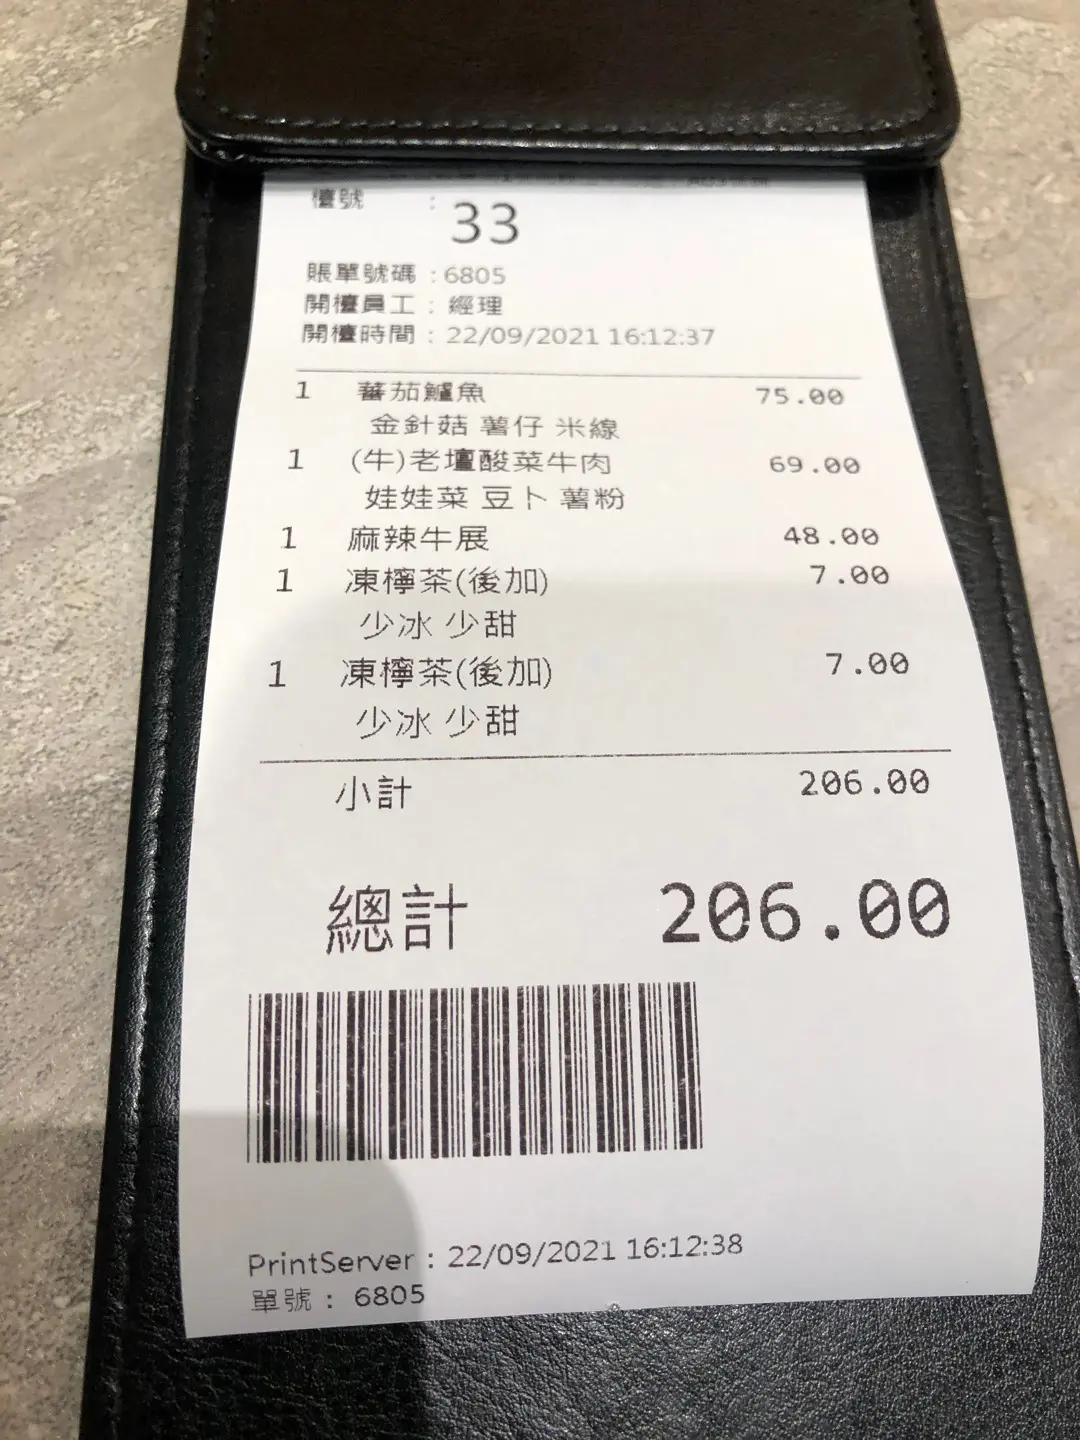 檯號 : 33
賬單號碼 : 6805
開檯員工 : 經理
開檯時間 : 22/09/2021 16:12:37
1 蕃茄鱸魚 75.00
金針菇 薯仔 米線
1 (牛)老壇酸菜牛肉 69.00
娃娃菜 豆卜 薯粉
1 麻辣牛展 48.00
1 凍檸茶(後加) 7.00
少冰 少甜
1 凍檸茶(後加) 7.00
少冰 少甜
小計 206.00
總計 206.00
PrintServer : 22/09/2021 16:12:38
單號 : 6805